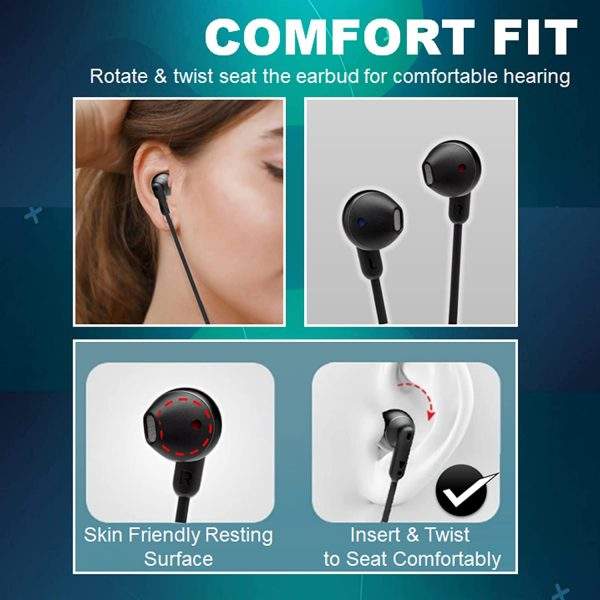 COMFORT FIT
Rotate & twist seat the earbud for comfortable hearing
L
R
Skin Friendly Resting
Surface
Insert & Twist
to Seat Comfortably